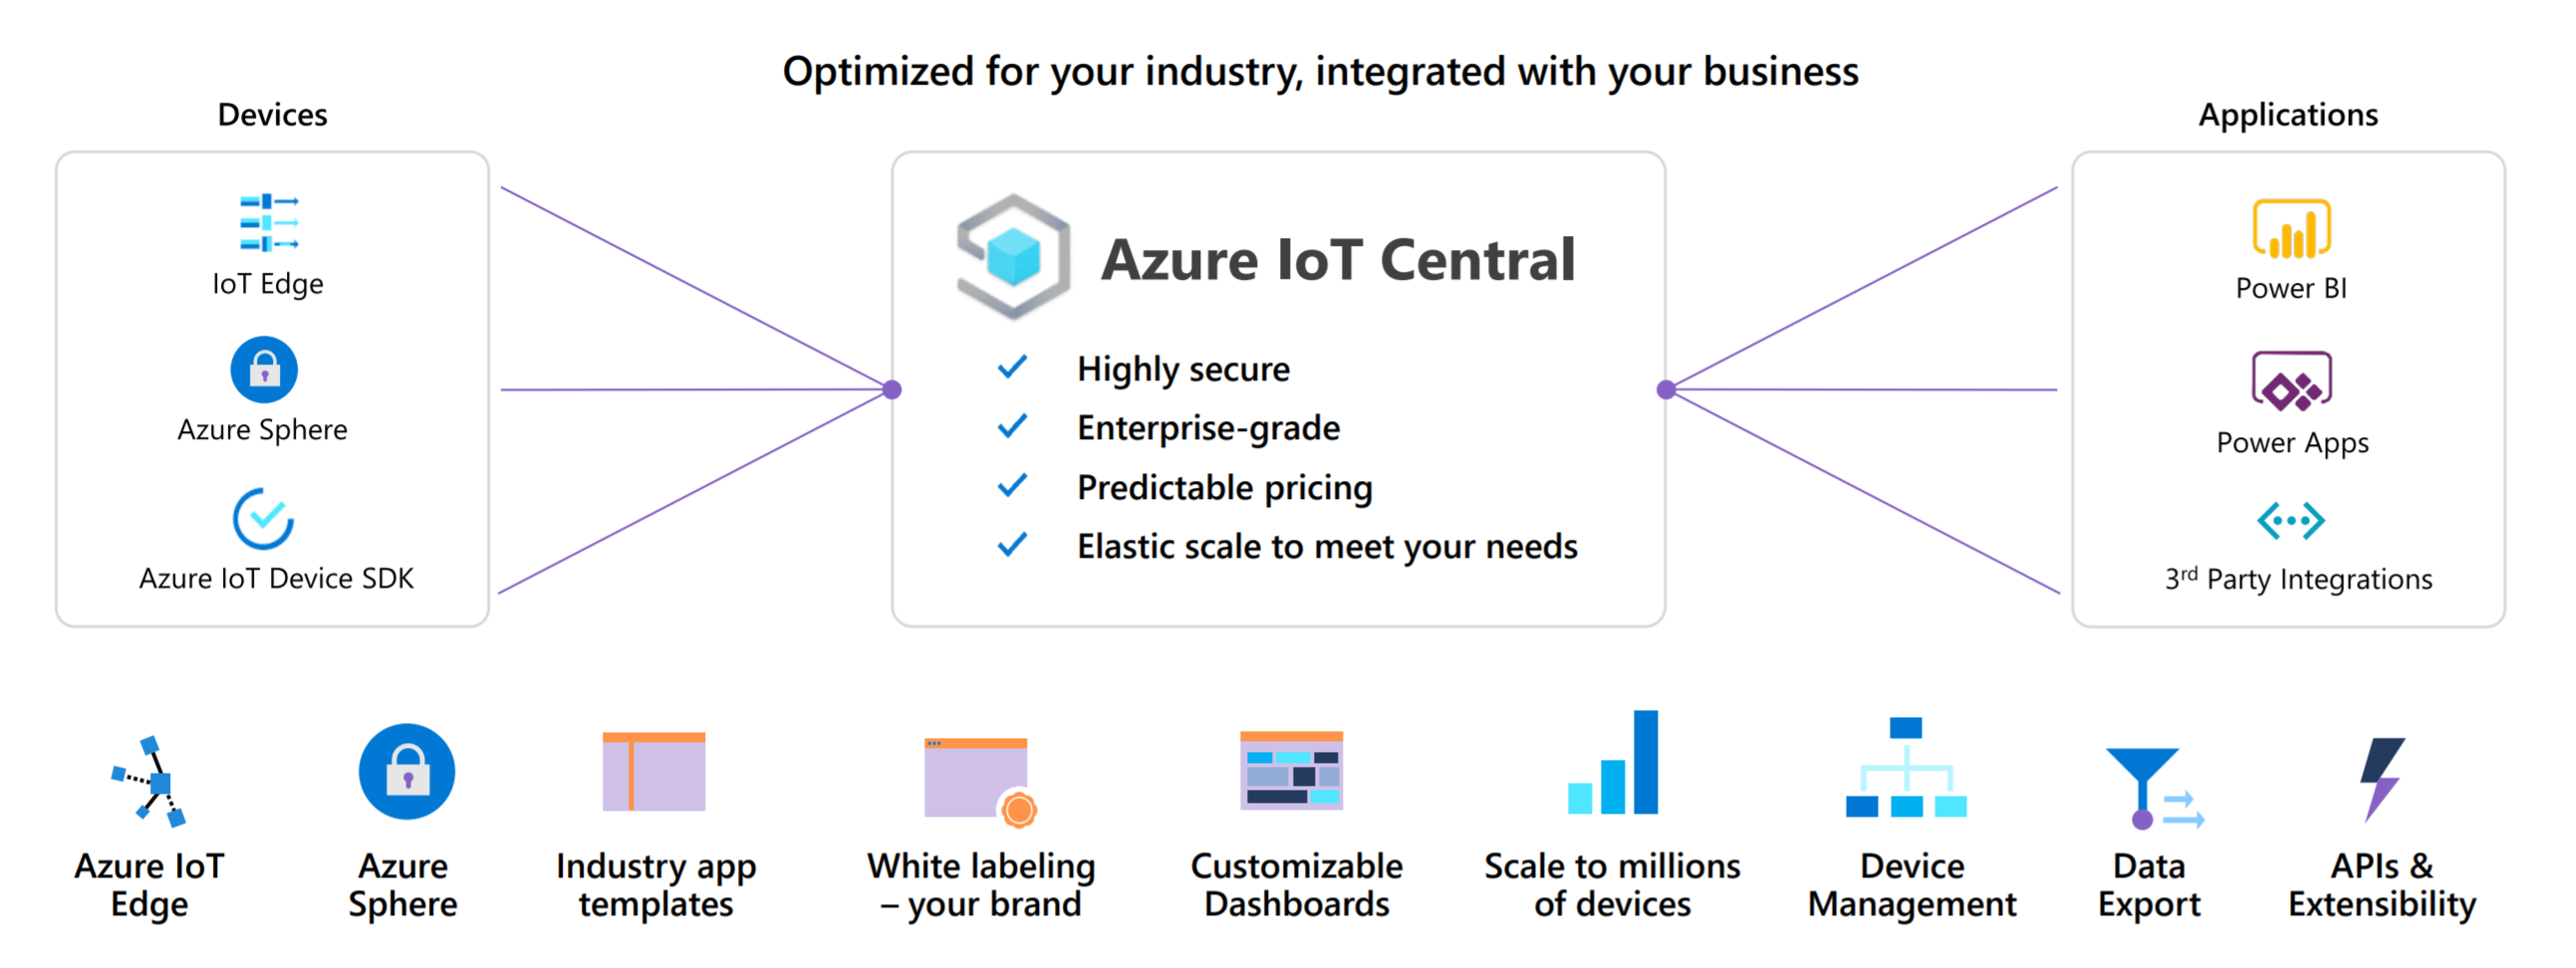 Optimized for your industry, integrated with your business
Devices
IoT Edge
Azure Sphere
Azure IoT Device SDK
Azure IoT Central
Highly secure
Enterprise-grade
Predictable pricing
Elastic scale to meet your needs
Applications
Power BI
Power Apps
3rd Party Integrations
Azure IoT
Edge
Azure
Sphere
Industry app
templates
White labeling
– your brand
Customizable
Dashboards
Scale to millions
of devices
Device
Management
Data
Export
APIs &
Extensibility